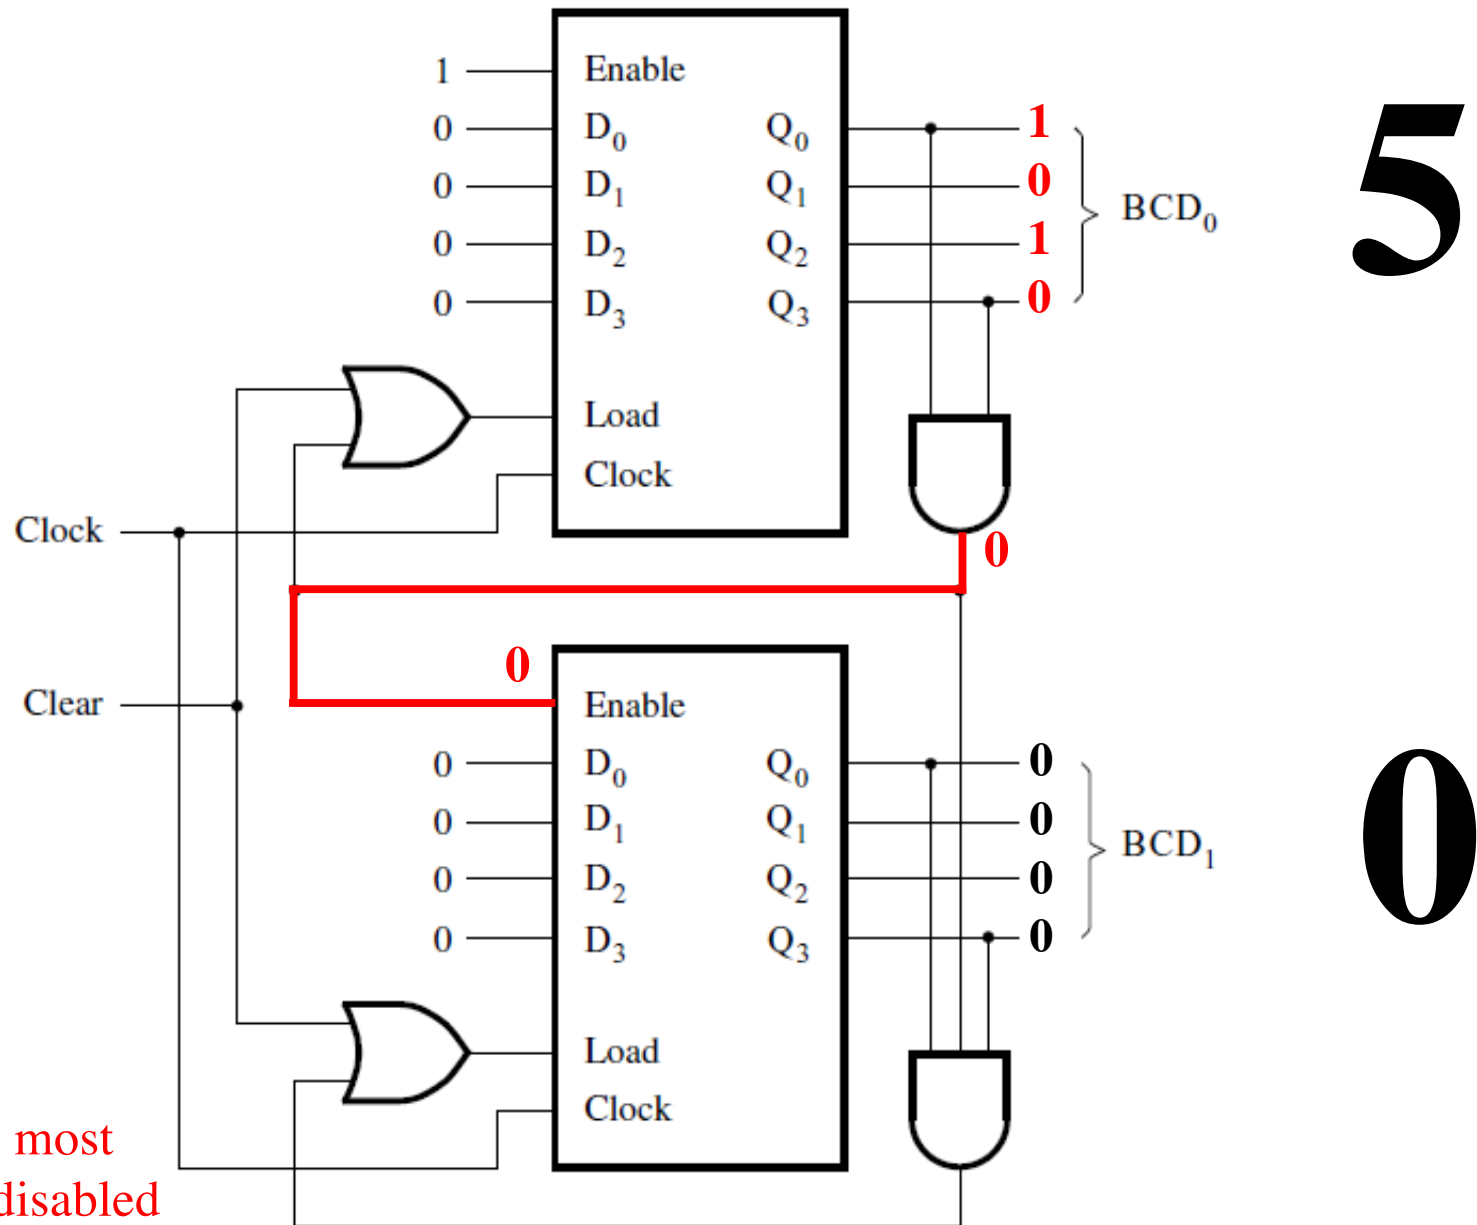 1 Enable
0 D0 Q0 1
0 D1 Q1 0
BCD0 5
0 D2 Q2 1
0 D3 Q3 0
Load
Clock
Clock
0
0
Clear
Enable
0 D0 Q0 0
0 D1 Q1 0
BCD1 0
0 D2 Q2 0
0 D3 Q3 0
Load
Clock
most
disabled